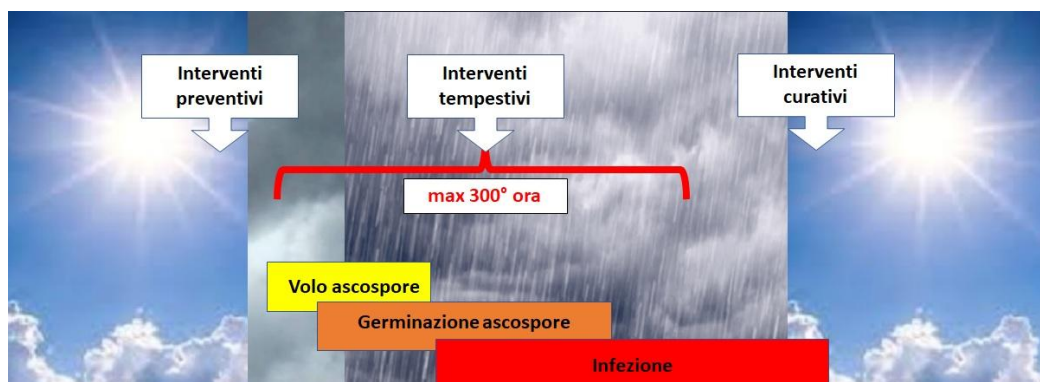 Interventi
preventivi
Interventi
tempestivi
Interventi
curativi
max 300° ora
Volo ascospore
Germinazione ascospore
Infezione